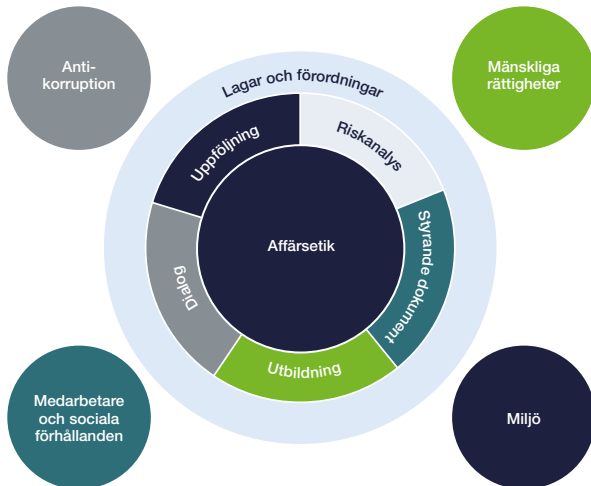 Anti-
korruption
Mänskliga
rättigheter
Lagar och förordningar
Uppföljning
Riskanalys
Affärsetik
Styrande dokument
Dialog
Utbildning
Medarbetare
och sociala
förhållanden
Miljö